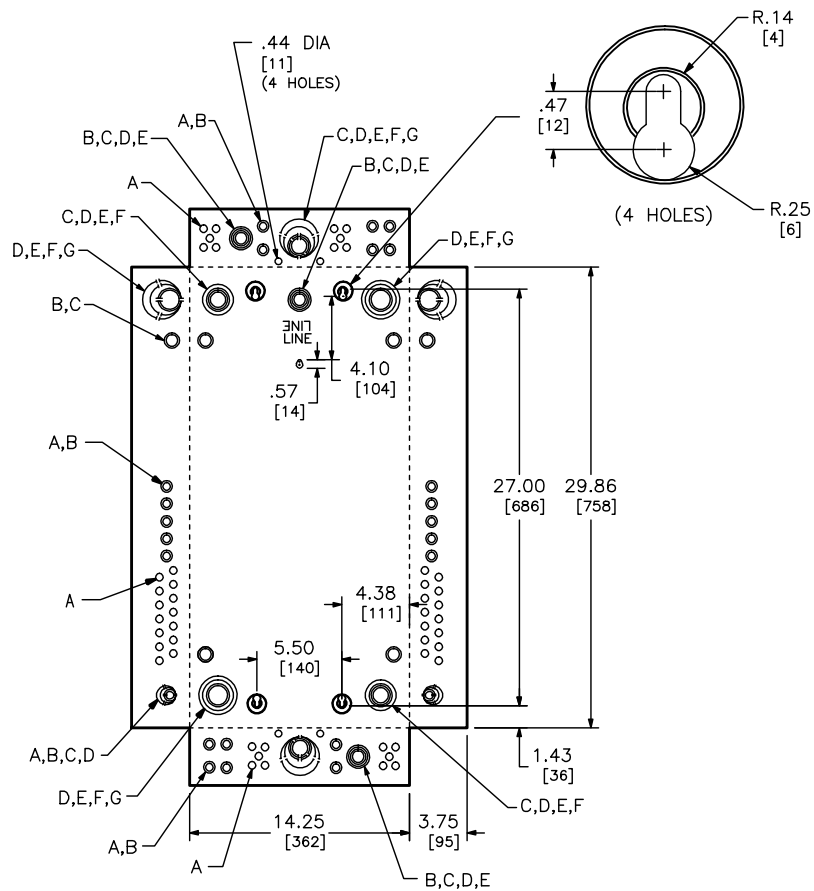 .44 DIA
[11]
(4 HOLES)
R.14
[4]
.47
[12]
R.25
[6]
(4 HOLES)
A,B
C,D,E,F,G
B,C,D,E
B,C,D,E
A
C,D,E,F
D,E,F,G
D,E,F,G
B,C
LINE
LINE
4.10
[104]
.57
[14]
A,B
27.00
[686]
29.86
[758]
A
4.38
[111]
5.50
[140]
A,B,C,D
1.43
[36]
D,E,F,G
C,D,E,F
14.25
[362]
3.75
[95]
A,B
A
B,C,D,E